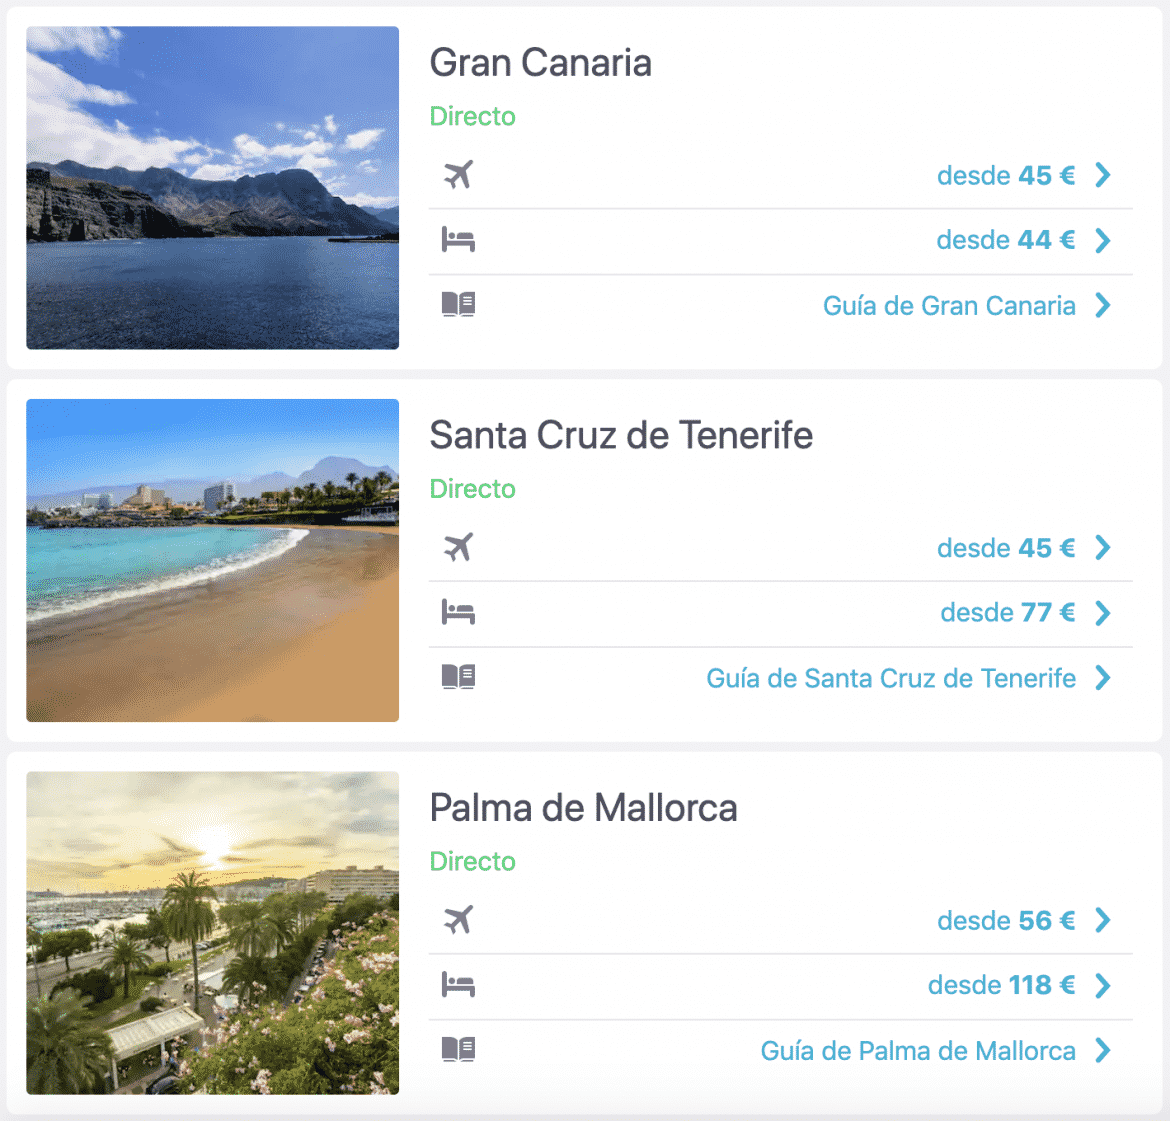 Gran Canaria
Directo
desde 45 €
desde 44 €
Guía de Gran Canaria
Santa Cruz de Tenerife
Directo
desde 45 €
desde 77 €
Guía de Santa Cruz de Tenerife
Palma de Mallorca
Directo
desde 56 €
desde 118 €
Guía de Palma de Mallorca